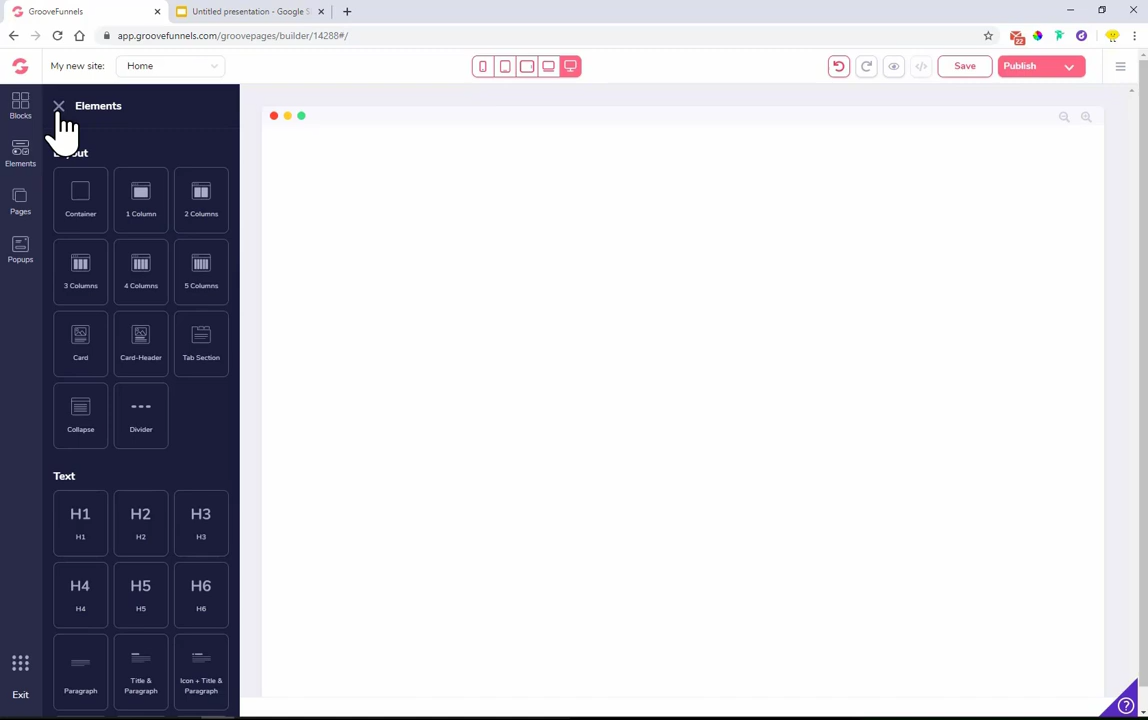 GrooveFunnels
Untitled presentation - Google S
app.groovefunnels.com/groovepages/builder/14288#/
22
My new site:
Home
Save
Publish
Blocks
Elements
Pages
Popups
Exit
Elements
Layout
Container
1 Column
2 Columns
3 Columns
4 Columns
5 Columns
Card
Card-Header
Tab Section
Collapse
Divider
Text
H1
H1
H2
H2
H3
H3
H4
H4
H5
H5
H6
H6
Paragraph
Title &
Paragraph
Icon + Title &
Paragraph